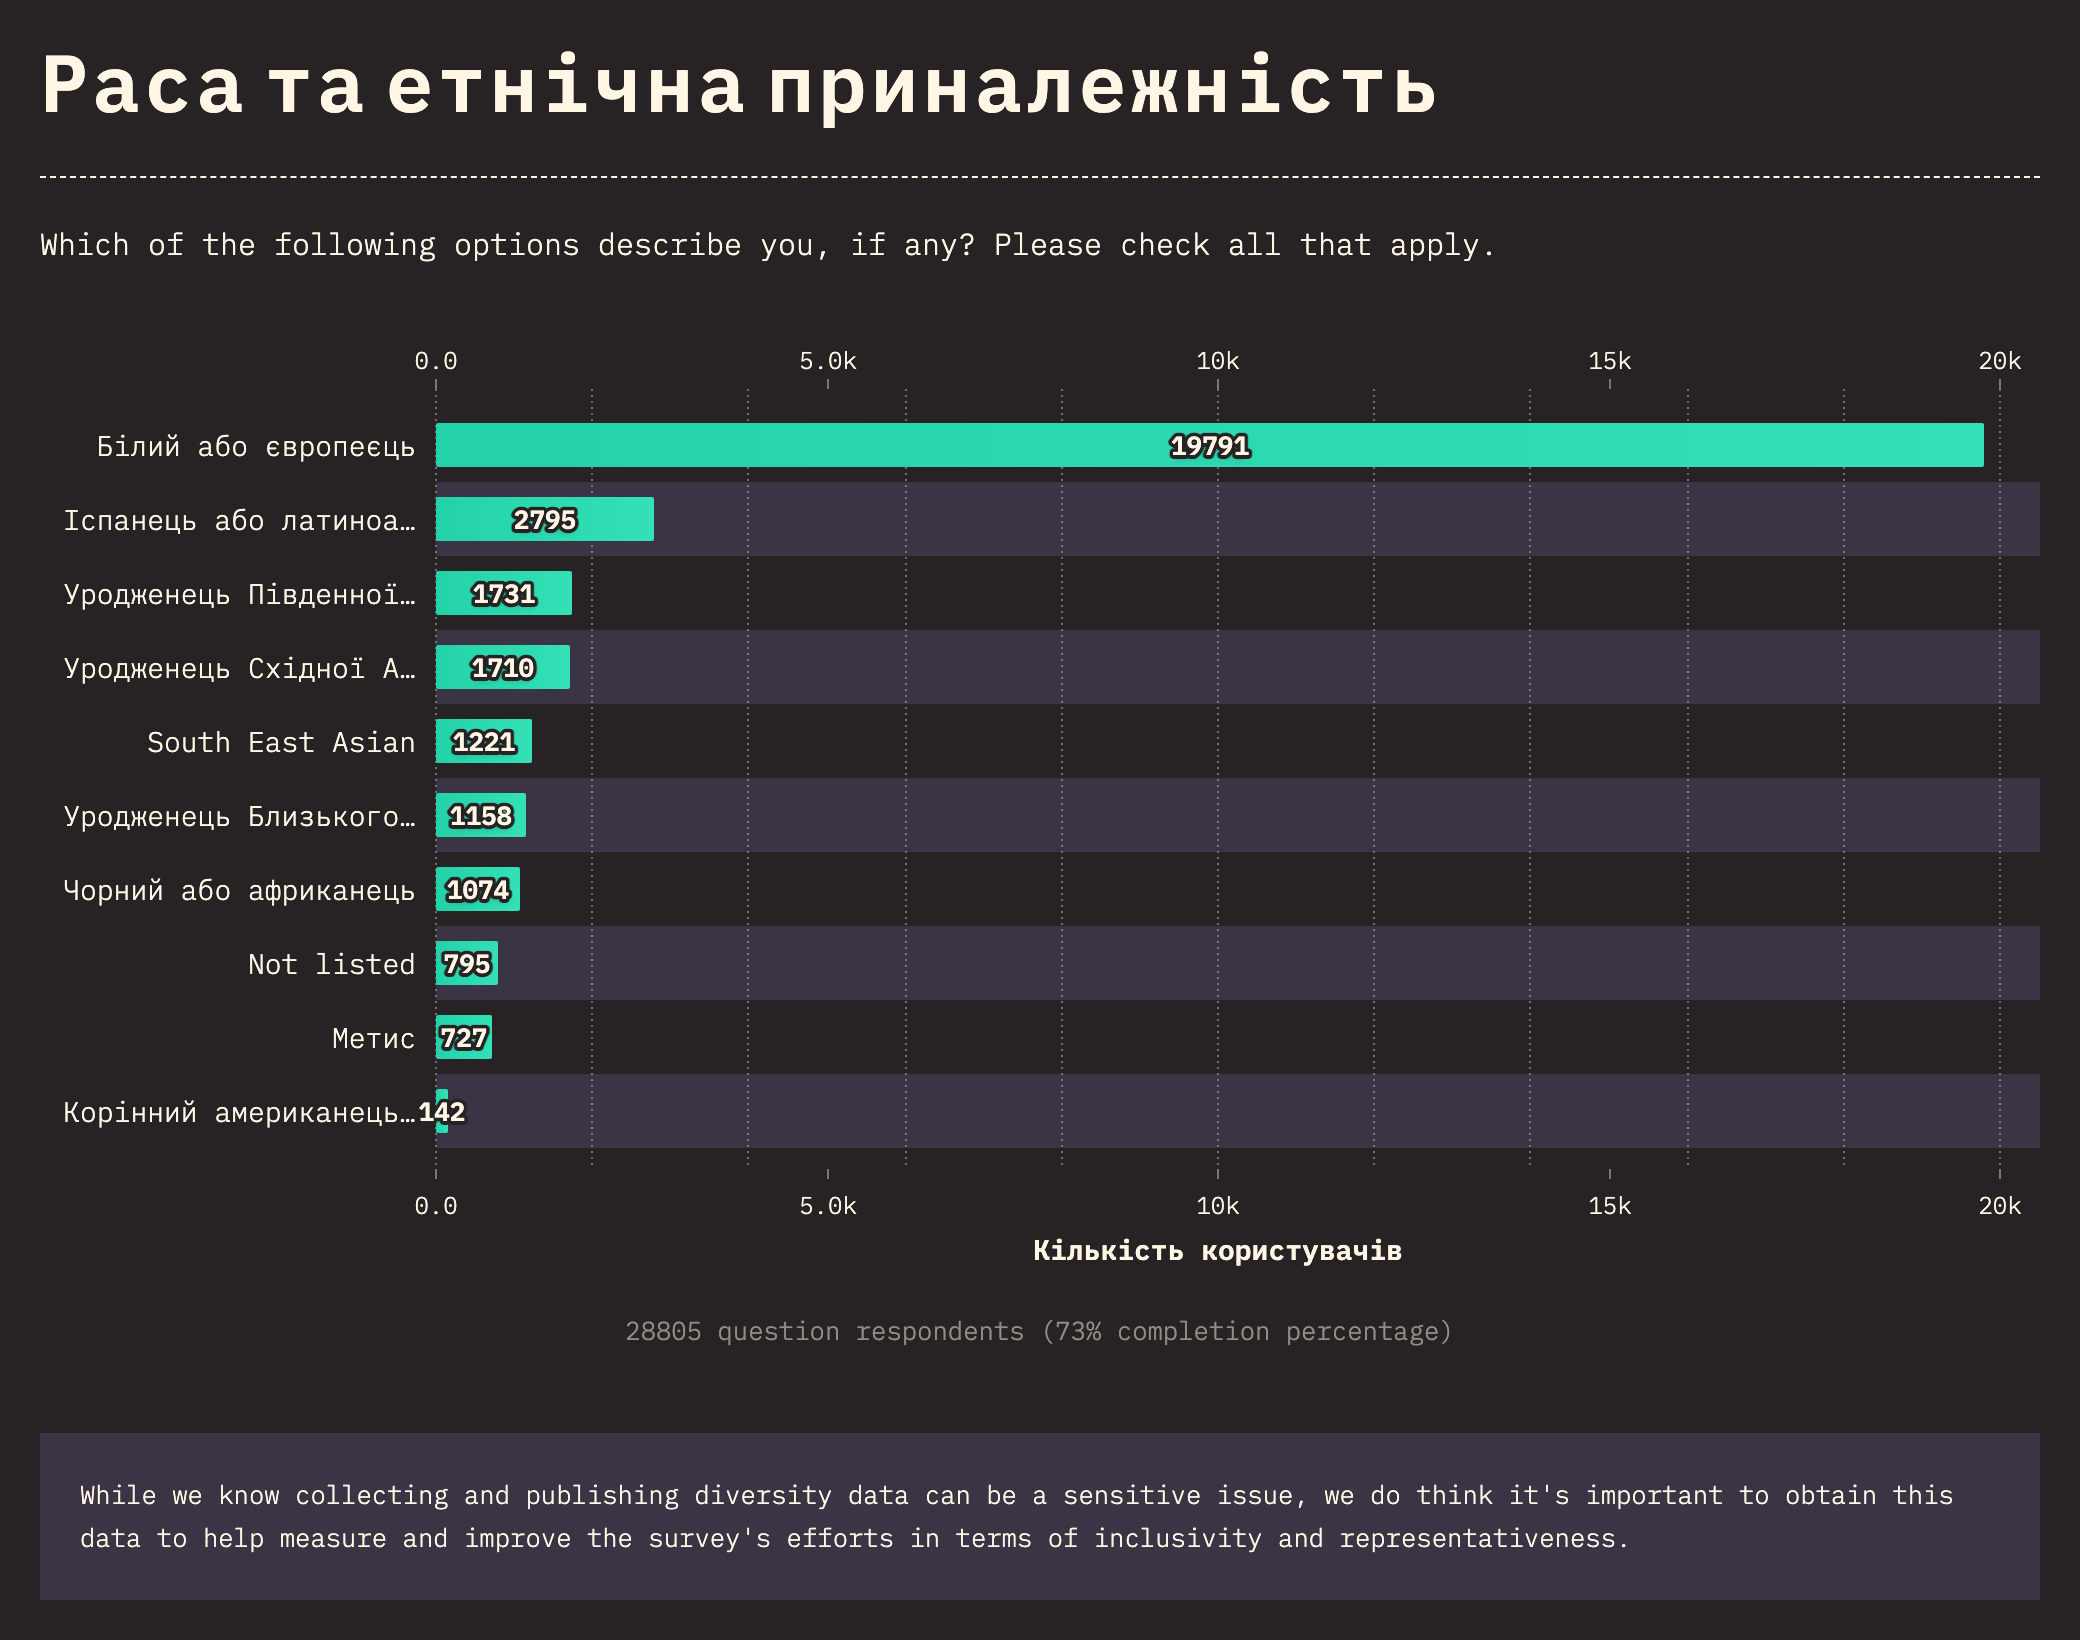 Раса та етнічна приналежність
Which of the following options describe you, if any? Please check all that apply.
0.0 5.0k 10k 15k 20k
Білий або європеєць 19791
Іспанець або латиноа… 2795
Уродженець Південної… 1731
Уродженець Східної А… 1710
South East Asian 1221
Уродженець Близького… 1158
Чорний або африканець 1074
Not listed 795
Метис 727
Корінний американець… 142
0.0 5.0k 10k 15k 20k
Кількість користувачів
28805 question respondents (73% completion percentage)
While we know collecting and publishing diversity data can be a sensitive issue, we do think it's important to obtain this
data to help measure and improve the survey's efforts in terms of inclusivity and representativeness.